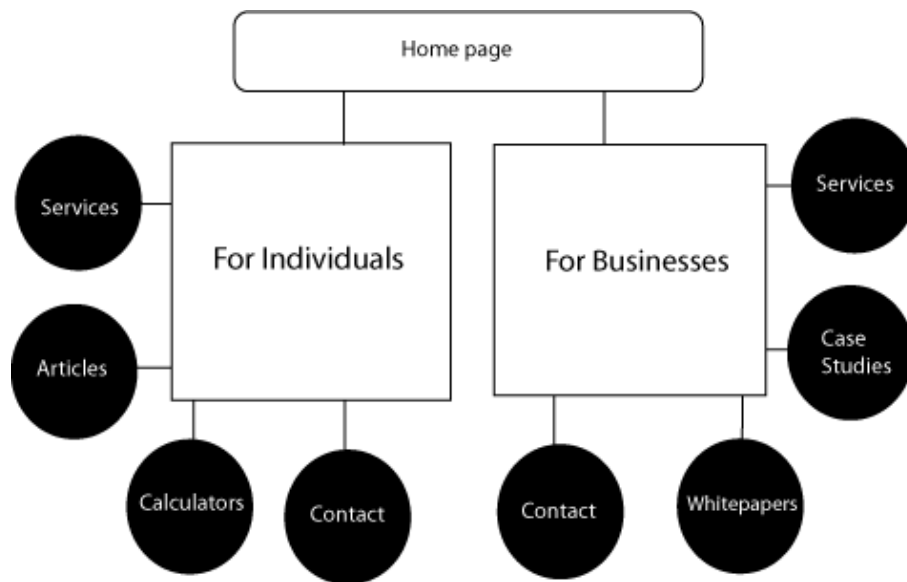 Home page
Services
For Individuals
Articles
Calculators
Contact
For Businesses
Services
Case
Studies
Contact
Whitepapers